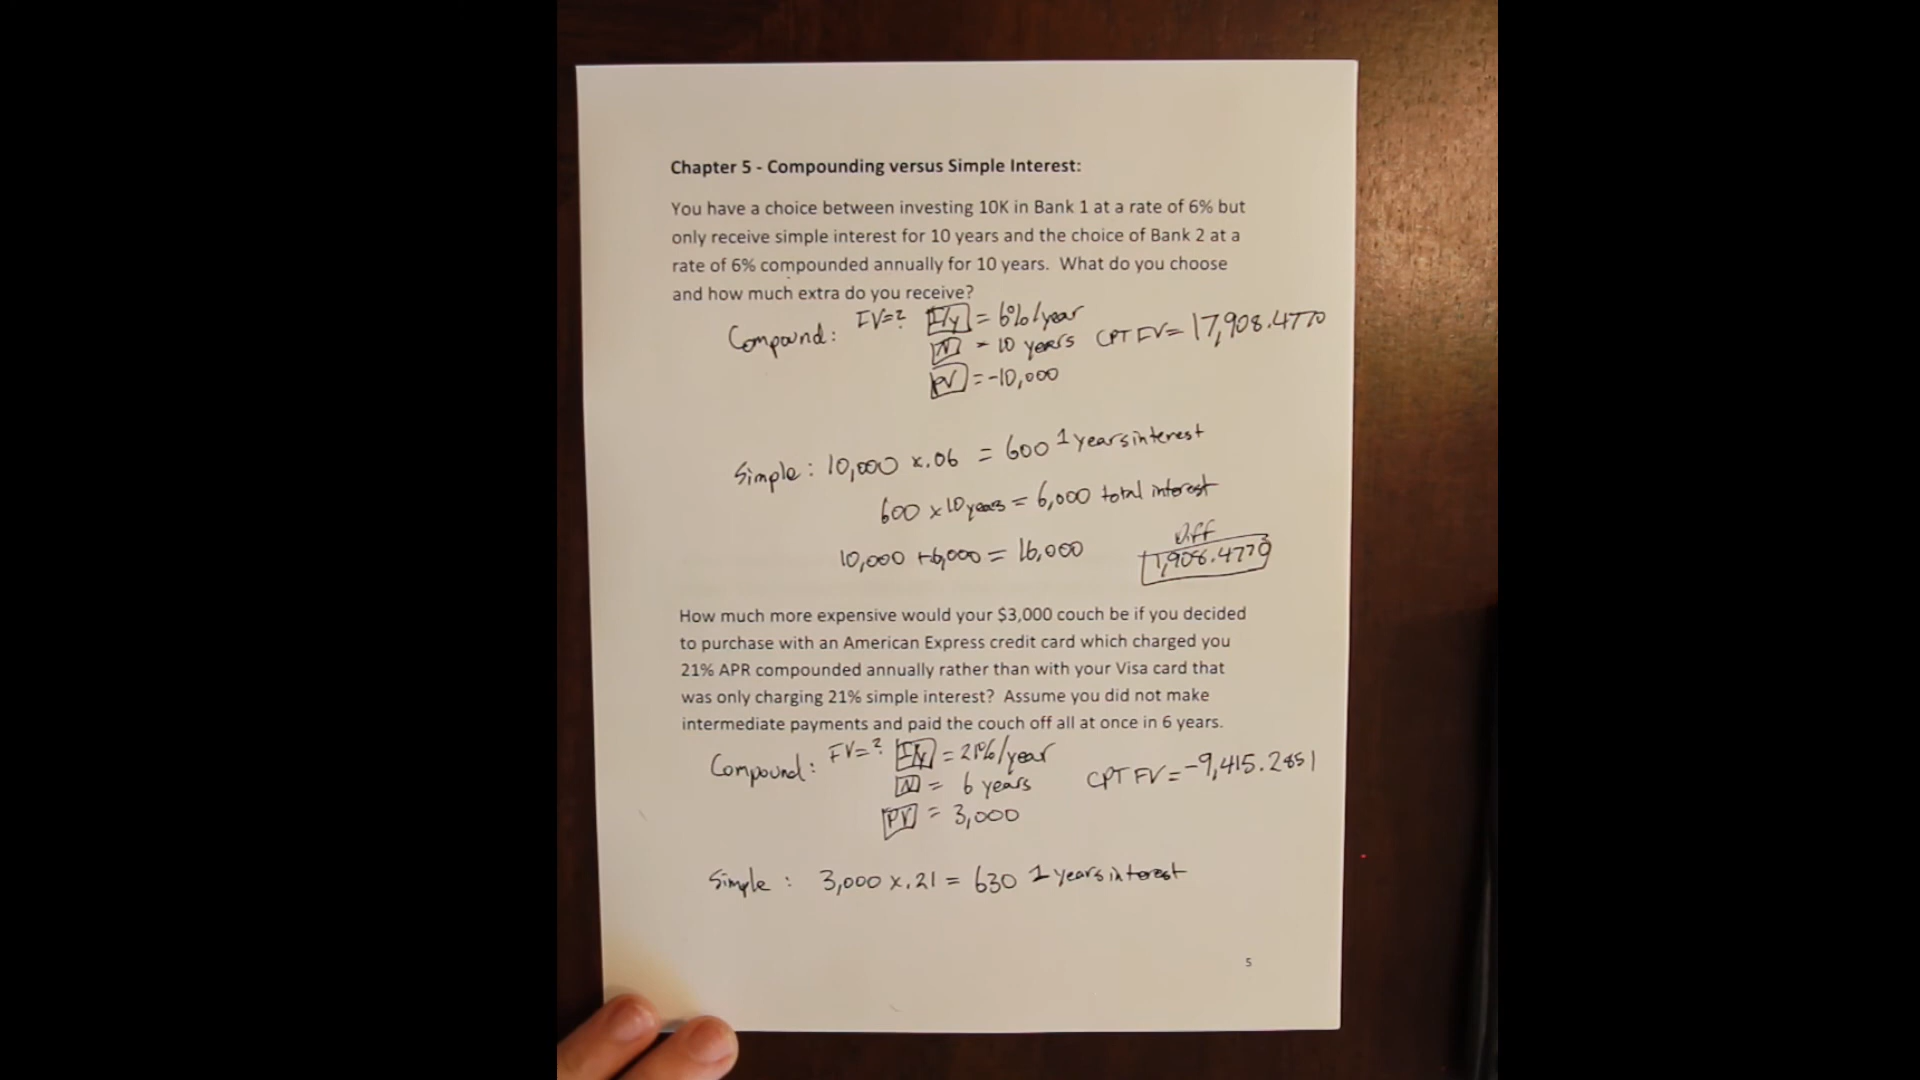 Chapter 5 - Compounding versus Simple Interest:
You have a choice between investing 10K in Bank 1 at a rate of 6% but
only receive simple interest for 10 years and the choice of Bank 2 at a
rate of 6% compounded annually for 10 years. What do you choose
and how much extra do you receive?
Compound: FV=? I/y = 6%/year CPT FV= 17,908.4770
N = 10 years
PV = -10,000
Simple: 10,000 x .06 = 600 1 years interest
600 x 10 years = 6,000 total interest
10,000 + 6,000 = 16,000
Diff
1,908.4770
How much more expensive would your $3,000 couch be if you decided
to purchase with an American Express credit card which charged you
21% APR compounded annually rather than with your Visa card that
was only charging 21% simple interest? Assume you did not make
intermediate payments and paid the couch off all at once in 6 years.
Compound: FV=? I/y = 21%/year CPT FV = -9,415.2851
N = 6 years
PV = 3,000
Simple: 3,000 x .21 = 630 1 years interest
5